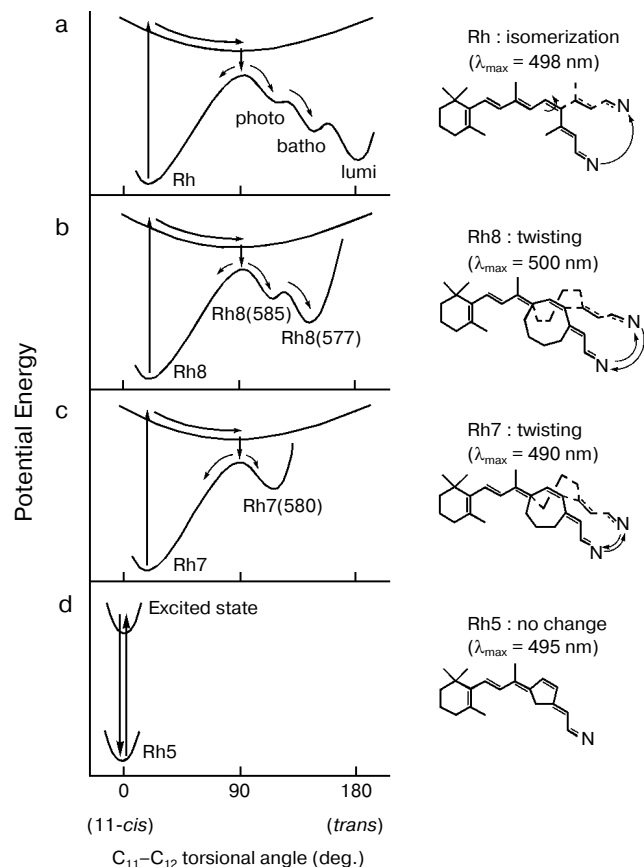 a
Rh : isomerization
(λmax = 498 nm)
photo
batho
lumi
Rh
N
N
b
Rh8 : twisting
(λmax = 500 nm)
Rh8(585)
Rh8(577)
Rh8
N
N
c
Rh7 : twisting
(λmax = 490 nm)
Rh7(580)
Rh7
N
N
d
Excited state
Rh5 : no change
(λmax = 495 nm)
Rh5
N
Potential Energy
0 90 180
(11-cis) (trans)
C11–C12 torsional angle (deg.)